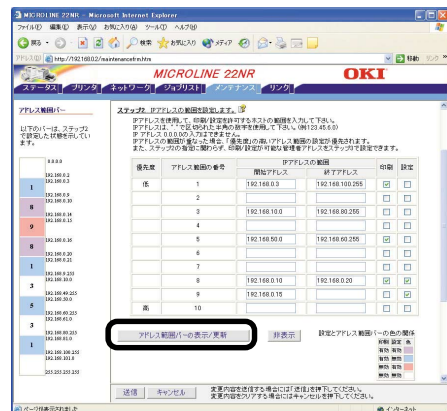 MICROLINE 22NR - Microsoft Internet Explorer
ファイル(F) 編集(E) 表示(V) お気に入り(A) ツール(T) ヘルプ(H)
戻る 検索 お気に入り メディア
アドレス(D) http://192.168.0.2/maintenancefrm.htm 移動 リンク
MICROLINE 22NR OKI
ステータス プリンタ ネットワーク ジョブリスト メンテナンス リンク
アドレス範囲バー
以下のバーは、ステップ2で設定した状態を示しています。
0.0.0.0
192.168.0.2
192.168.0.3
1
192.168.0.9
192.168.0.10
8
192.168.0.14
192.168.0.15
9
192.168.0.16
8
192.168.0.20
192.168.0.21
1
192.168.9.255
192.168.10.0
3
192.168.49.255
192.168.50.0
5
192.168.60.255
192.168.61.0
3
192.168.80.255
192.168.81.0
1
192.168.100.255
192.168.101.0
255.255.255.255
ステップ2. IPアドレスの範囲を設定します。
IPアドレスを使用して、印刷/設定を許可するホストの範囲を入力して下さい。
IPアドレスは、"."で区切られた半角の数字を使用して下さい。(例:123.45.6.0)
IP アドレス 0.0.0.0の入力はできません。
IPアドレスの範囲が重なった場合、「優先度」の高いアドレス範囲の設定が優先されます。
また、ステップ2の指定に関わらず、印刷/設定が可能な管理者アドレスをステップ3で設定できます。
優先度 アドレス範囲の番号 IPアドレスの範囲 印刷 設定
開始アドレス 終了アドレス
低 1 192.168.0.3 192.168.100.255
2
3 192.168.10.0 192.168.80.255
4
5 192.168.50.0 192.168.60.255
6
7
8 192.168.0.10 192.168.0.20
9 192.168.0.15
高 10
アドレス範囲バーの表示/更新 非表示 設定とアドレス範囲バーの色の関係
印刷 設定 色
有効 有効
有効 無効
無効 有効
無効 無効
送信 キャンセル 変更内容を送信する場合には「送信」を押下してください。
変更内容をクリアする場合にはキャンセルを押下してください。
ページが表示されました インターネット